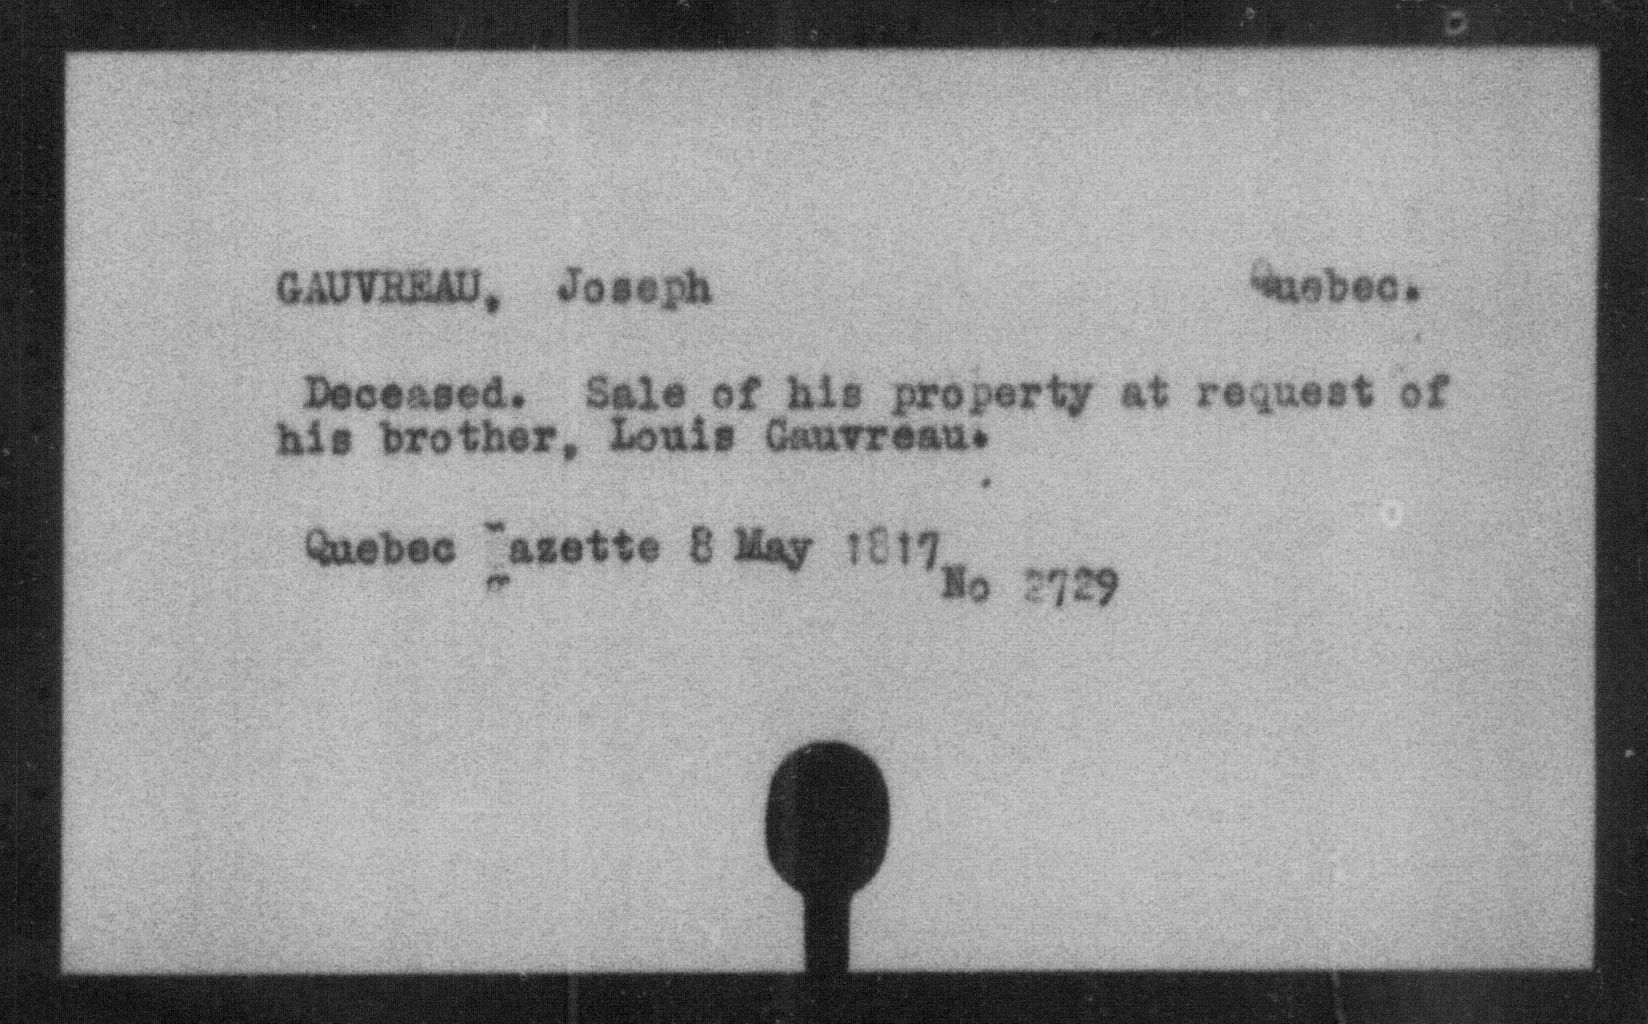 GAUVREAU, Joseph Quebec.
Deceased. Sale of his property at request of
his brother, Louis Gauvreau.
Quebec Gazette 8 May 1817
No 2729